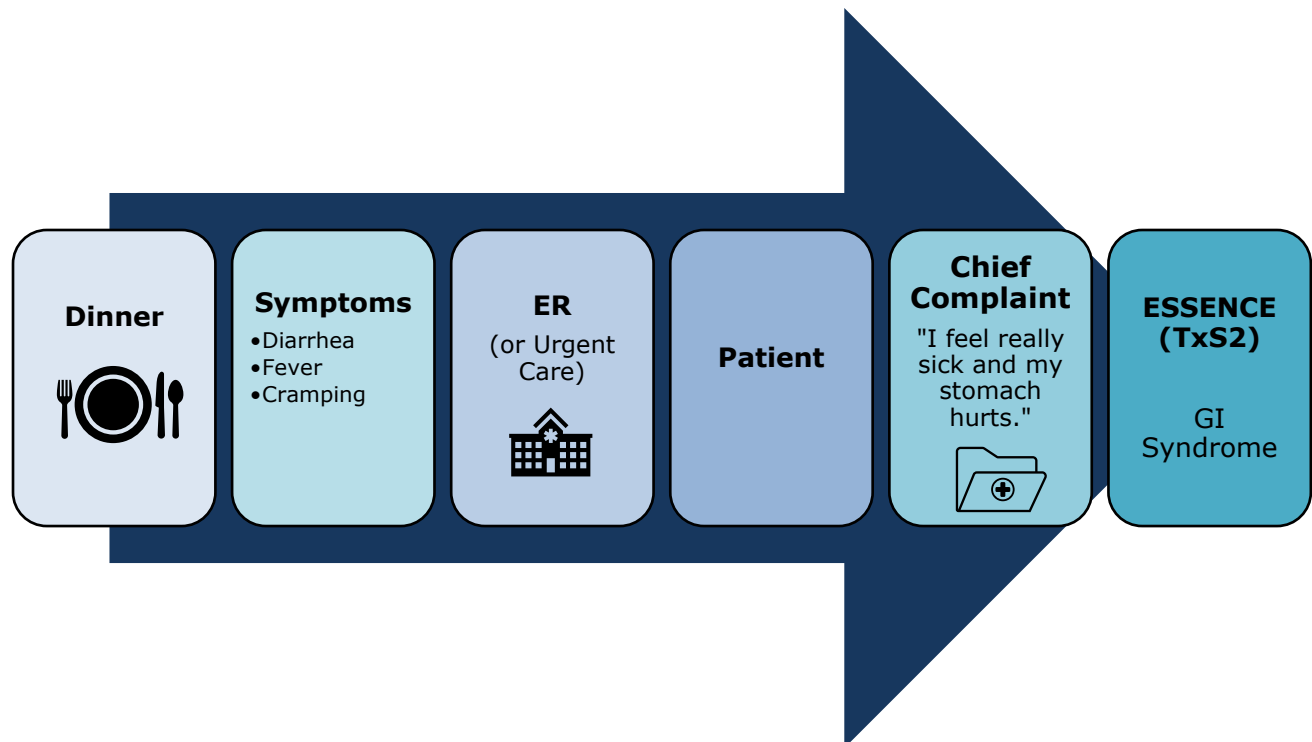 Dinner
Symptoms
•Diarrhea
•Fever
•Cramping
ER
(or Urgent
Care)
Patient
Chief
Complaint
"I feel really
sick and my
stomach
hurts."
ESSENCE
(TxS2)
GI
Syndrome